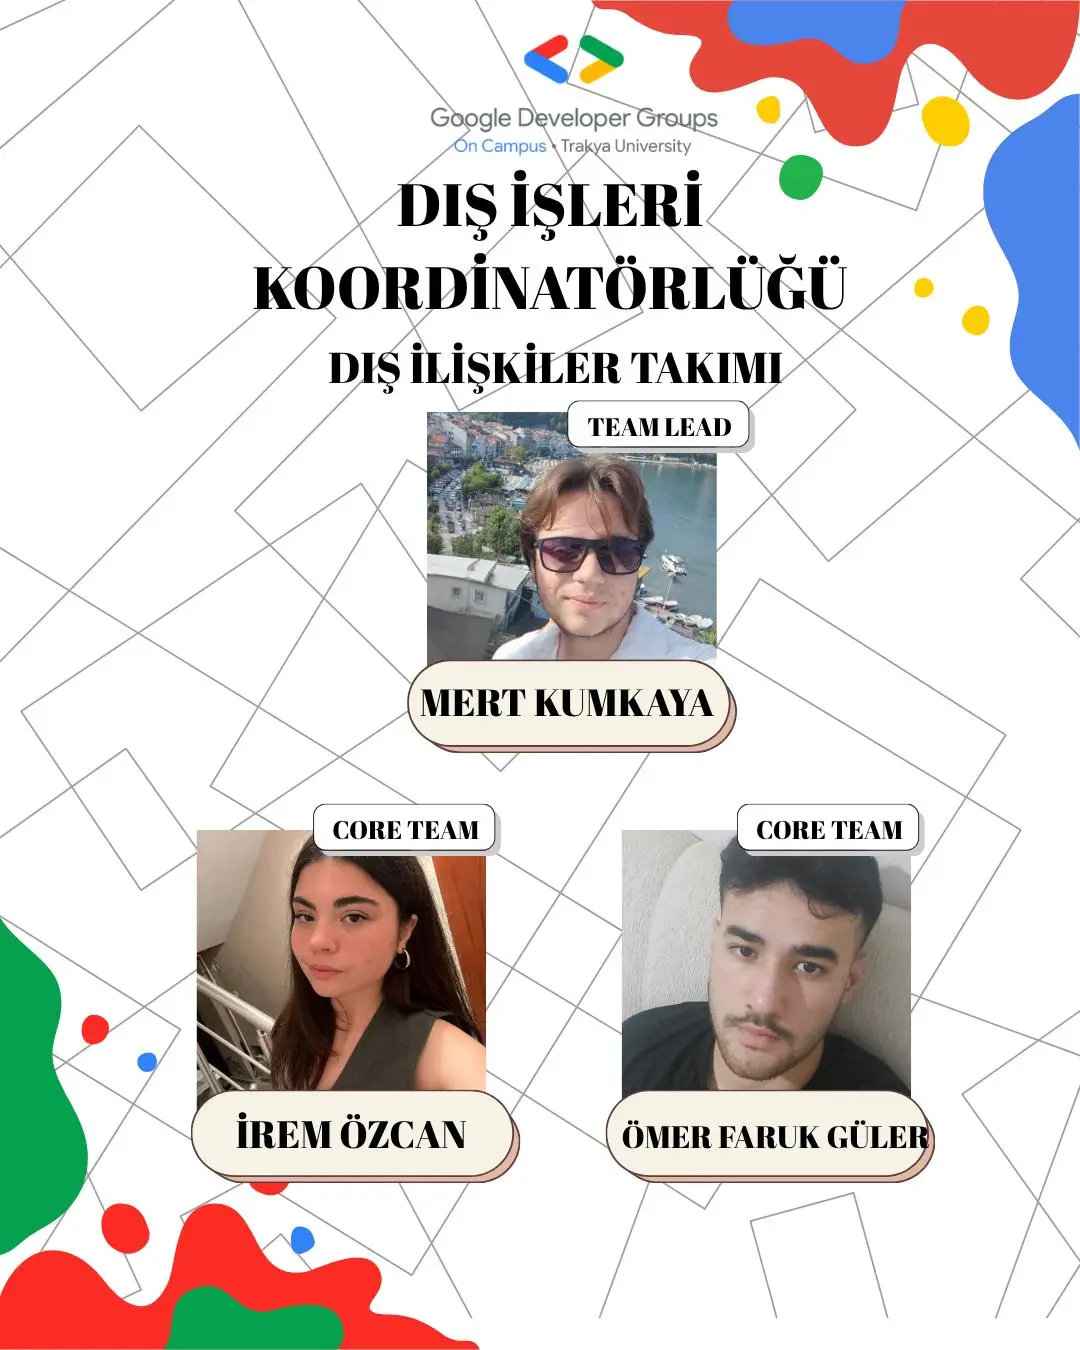 Google Developer Groups
On Campus • Trakya University
DIŞ İŞLERİ
KOORDİNATÖRLÜĞÜ
DIŞ İLİŞKİLER TAKIMI
TEAM LEAD
MERT KUMKAYA
CORE TEAM
İREM ÖZCAN
CORE TEAM
ÖMER FARUK GÜLER